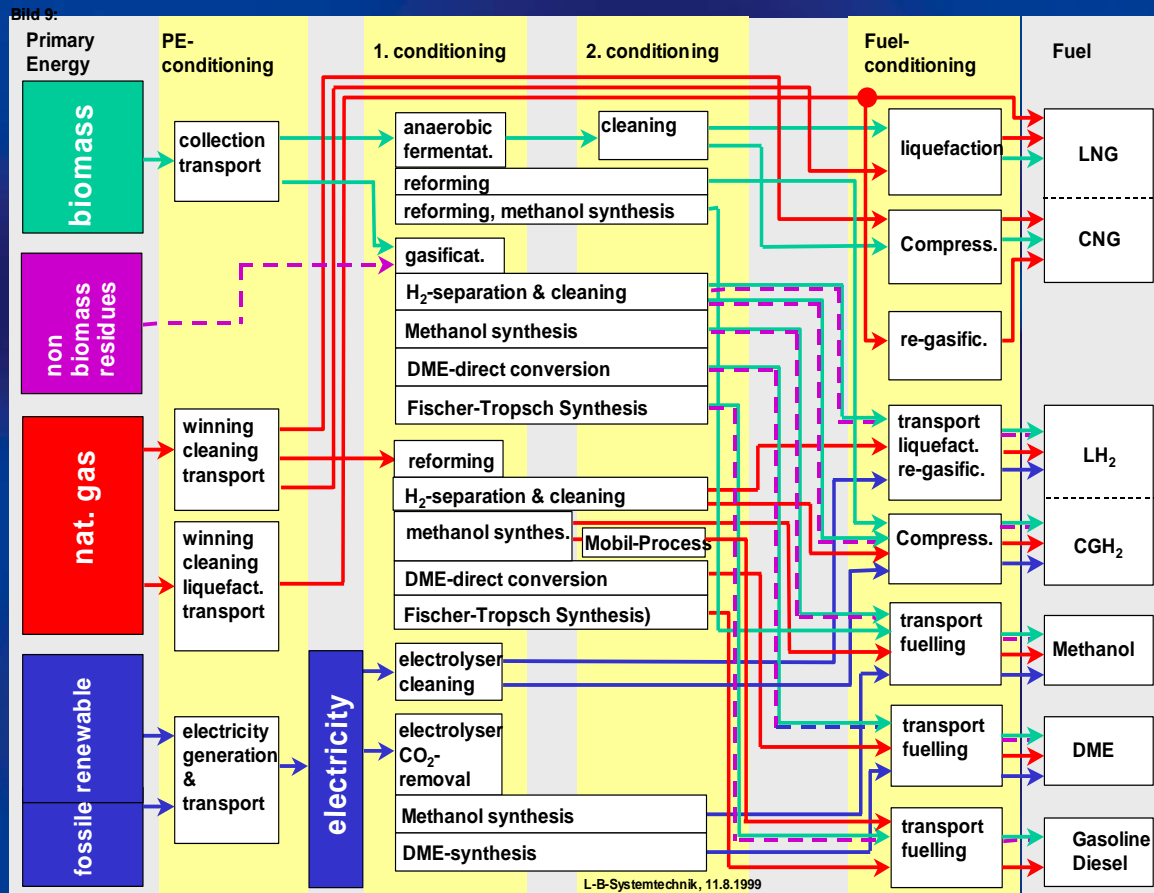 Bild 9:
Primary
Energy
PE-
conditioning
1. conditioning
2. conditioning
Fuel-
conditioning
Fuel
biomass
non
biomass
residues
nat. gas
fossile renewable
collection
transport
winning
cleaning
transport
winning
cleaning
liquefact.
transport
electricity
generation
&
transport
electricity
anaerobic
fermentat.
cleaning
reforming
reforming, methanol synthesis
gasificat.
H₂-separation & cleaning
Methanol synthesis
DME-direct conversion
Fischer-Tropsch Synthesis
reforming
H₂-separation & cleaning
methanol synthes.
Mobil-Process
DME-direct conversion
Fischer-Tropsch Synthesis)
electrolyser
cleaning
electrolyser
CO₂-
removal
Methanol synthesis
DME-synthesis
liquefaction
Compress.
re-gasific.
transport
liquefact.
re-gasific.
Compress.
transport
fuelling
transport
fuelling
transport
fuelling
LNG
CNG
LH₂
CGH₂
Methanol
DME
Gasoline
Diesel
L-B-Systemtechnik, 11.8.1999